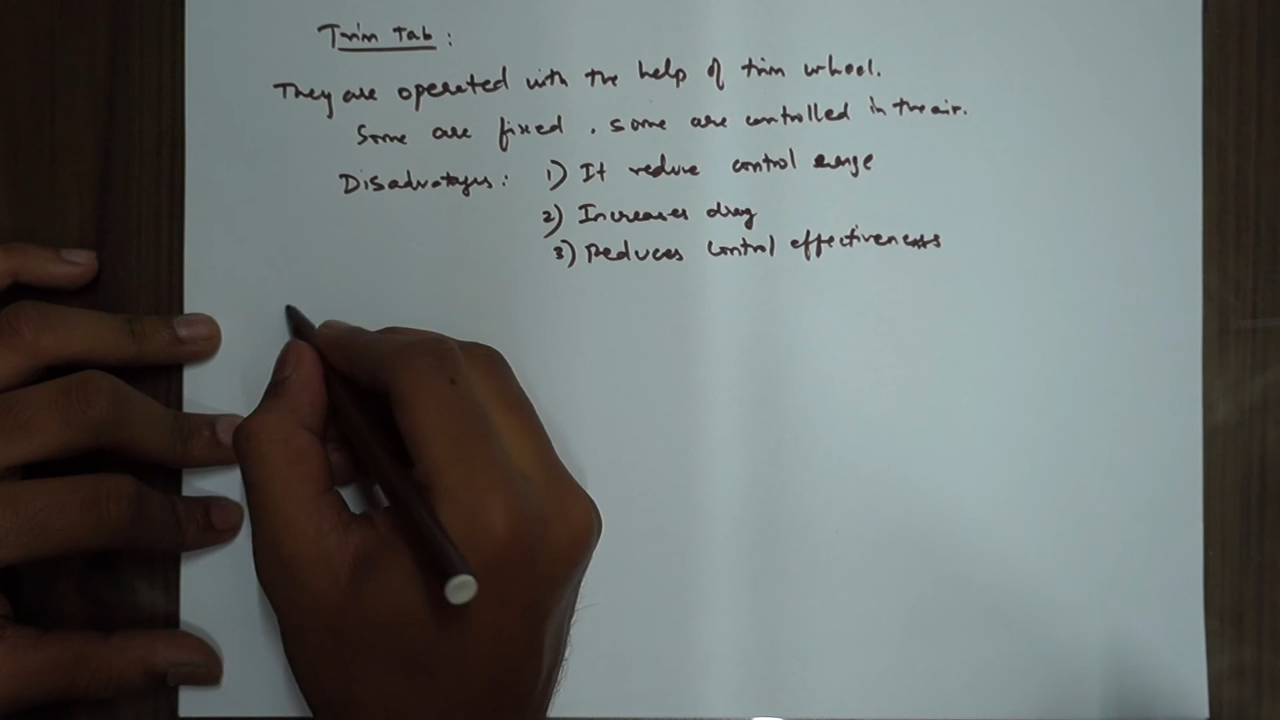 Trim Tab :
They are operated with the help of trim wheel.
Some are fixed, some are controlled in the air.
Disadvatages : 1) It reduce control range
2) Increases drag
3) Reduces control effectiveness